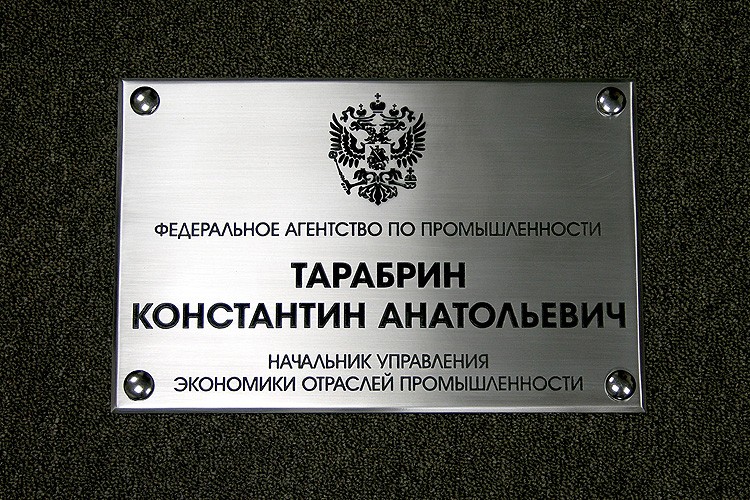 ФЕДЕРАЛЬНОЕ АГЕНТСТВО ПО ПРОМЫШЛЕННОСТИ
ТАРАБРИН
КОНСТАНТИН АНАТОЛЬЕВИЧ
НАЧАЛЬНИК УПРАВЛЕНИЯ
ЭКОНОМИКИ ОТРАСЛЕЙ ПРОМЫШЛЕННОСТИ